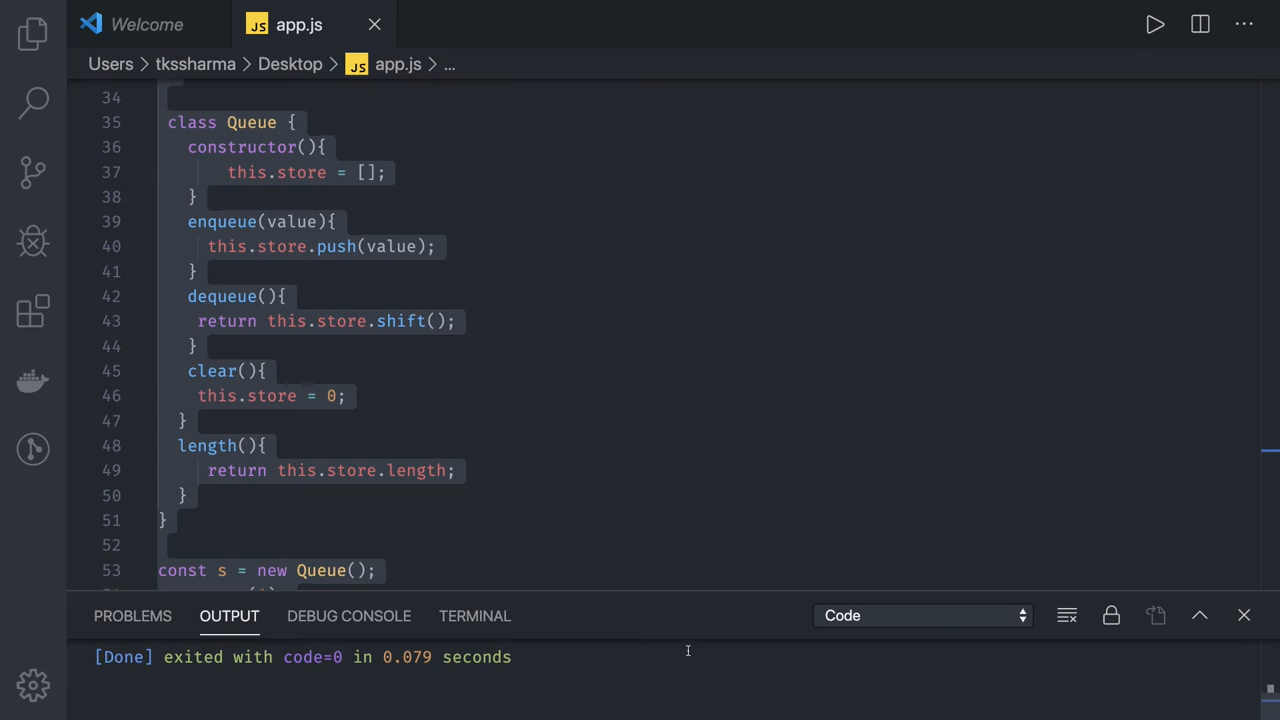 Welcome
JS app.js
Users > tkssharma > Desktop > JS app.js > ...
34
35 class Queue {
36 constructor(){
37 this.store = [];
38 }
39 enqueue(value){
40 this.store.push(value);
41 }
42 dequeue(){
43 return this.store.shift();
44 }
45 clear(){
46 this.store = 0;
47 }
48 length(){
49 return this.store.length;
50 }
51 }
52
53 const s = new Queue();
PROBLEMS OUTPUT DEBUG CONSOLE TERMINAL Code
[Done] exited with code=0 in 0.079 seconds